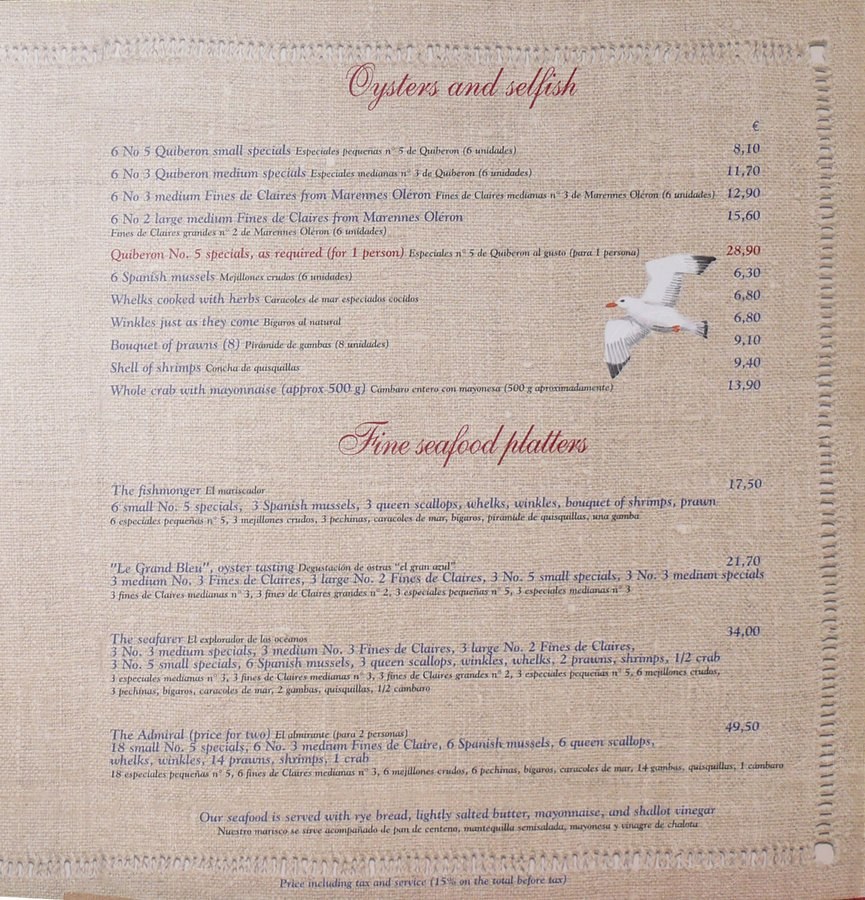 Oysters and selfish
€
6 No 5 Quiberon small specials Especiales pequeñas n° 5 de Quiberon (6 unidades) 8,10
6 No 3 Quiberon medium specials Especiales medianas n° 3 de Quiberon (6 unidades) 11,70
6 No 3 medium Fines de Claires from Marennes Oléron Fines de Claires medianas n° 3 de Marennes Oléron (6 unidades) 12,90
6 No 2 large medium Fines de Claires from Marennes Oléron 15,60
Fines de Claires grandes n° 2 de Marennes Oléron (6 unidades)
Quiberon No. 5 specials, as required (for 1 person) Especiales n° 5 de Quiberon al gusto (para 1 persona) 28,90
6 Spanish mussels Mejillones crudos (6 unidades) 6,30
Whelks cooked with herbs Caracoles de mar especiados cocidos 6,80
Winkles just as they come Bígaros al natural 6,80
Bouquet of prawns (8) Pirámide de gambas (8 unidades) 9,10
Shell of shrimps Concha de quisquillas 9,40
Whole crab with mayonnaise (approx 500 g) Cámbaro entero con mayonesa (500 g aproximadamente) 13,90
Fine seafood platters
The fishmonger El mariscador 17,50
6 small No. 5 specials, 3 Spanish mussels, 3 queen scallops, whelks, winkles, bouquet of shrimps, prawn
6 especiales pequeñas n° 5, 3 mejillones crudos, 3 pechinas, caracoles de mar, bígaros, pirámide de quisquillas, una gamba
"Le Grand Bleu", oyster tasting Degustación de ostras "el gran azul" 21,70
3 medium No. 3 Fines de Claires, 3 large No. 2 Fines de Claires, 3 No. 5 small specials, 3 No. 3 medium specials
3 fines de Claires medianas n° 3, 3 fines de Claires grandes n° 2, 3 especiales pequeñas n° 5, 3 especiales medianas n° 3
The seafarer El explorador de los océanos 34,00
3 No. 3 medium specials, 3 medium No. 3 Fines de Claires, 3 large No. 2 Fines de Claires,
3 No. 5 small specials, 6 Spanish mussels, 3 queen scallops, winkles, whelks, 2 prawns, shrimps, 1/2 crab
3 especiales medianas n° 3, 3 fines de Claires medianas n° 3, 3 fines de Claires grandes n° 2, 3 especiales pequeñas n° 5, 6 mejillones crudos,
3 pechinas, bígaros, caracoles de mar, 2 gambas, quisquillas, 1/2 cámbaro
The Admiral (price for two) El almirante (para 2 personas) 49,50
18 small No. 5 specials, 6 No. 3 medium Fines de Claire, 6 Spanish mussels, 6 queen scallops,
whelks, winkles, 14 prawns, shrimps, 1 crab
18 especiales pequeñas n° 5, 6 fines de Claires medianas n° 3, 6 mejillones crudos, 6 pechinas, bígaros, caracoles de mar, 14 gambas, quisquillas, 1 cámbaro
Our seafood is served with rye bread, lightly salted butter, mayonnaise, and shallot vinegar
Nuestro marisco se sirve acompañado de pan de centeno, mantequilla semisalada, mayonesa y vinagre de chalota
Price including tax and service (15% on the total before tax)